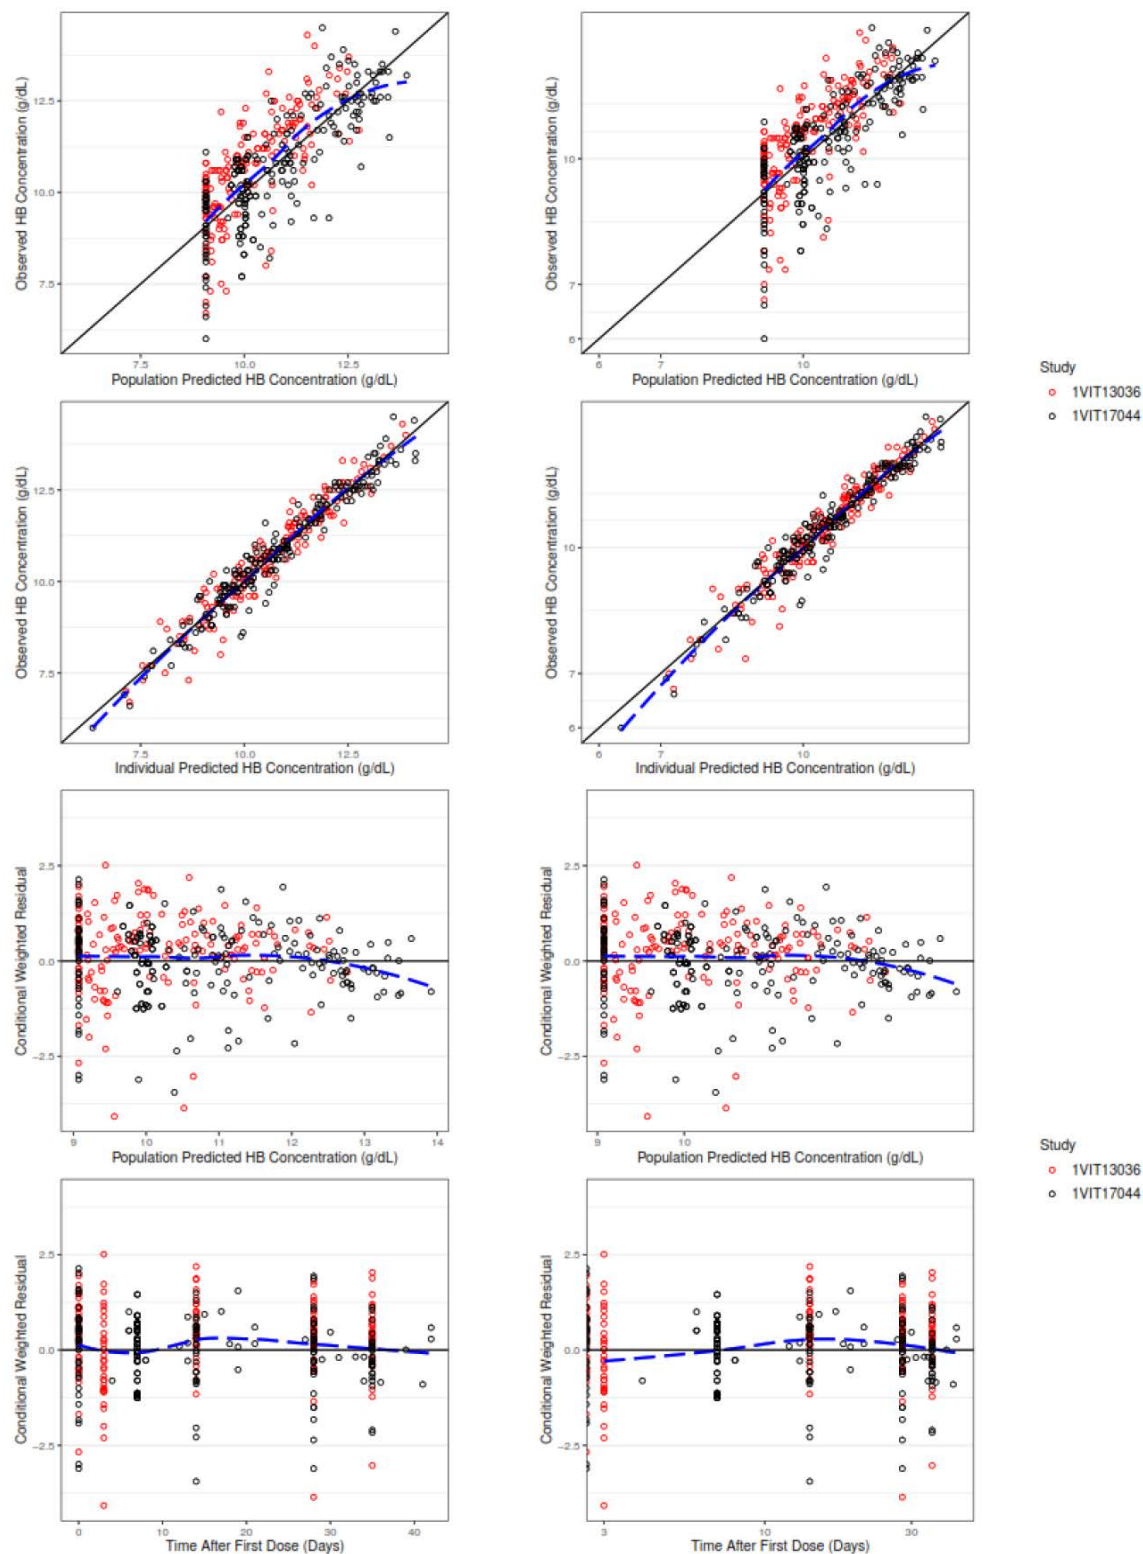 Observed HB Concentration (g/dL)
12.5
10.0
7.5
7.5 10.0 12.5
Population Predicted HB Concentration (g/dL)
Observed HB Concentration (g/dL)
10
7
6
6 7 10
Population Predicted HB Concentration (g/dL)
Study
1VIT13036
1VIT17044
Observed HB Concentration (g/dL)
12.5
10.0
7.5
7.5 10.0 12.5
Individual Predicted HB Concentration (g/dL)
Observed HB Concentration (g/dL)
10
7
6
6 7 10
Individual Predicted HB Concentration (g/dL)
Conditional Weighted Residual
2.5
0.0
−2.5
9 10 11 12 13 14
Population Predicted HB Concentration (g/dL)
Conditional Weighted Residual
2.5
0.0
−2.5
9 10
Population Predicted HB Concentration (g/dL)
Study
1VIT13036
1VIT17044
Conditional Weighted Residual
2.5
0.0
−2.5
0 10 20 30 40
Time After First Dose (Days)
Conditional Weighted Residual
2.5
0.0
−2.5
3 10 30
Time After First Dose (Days)